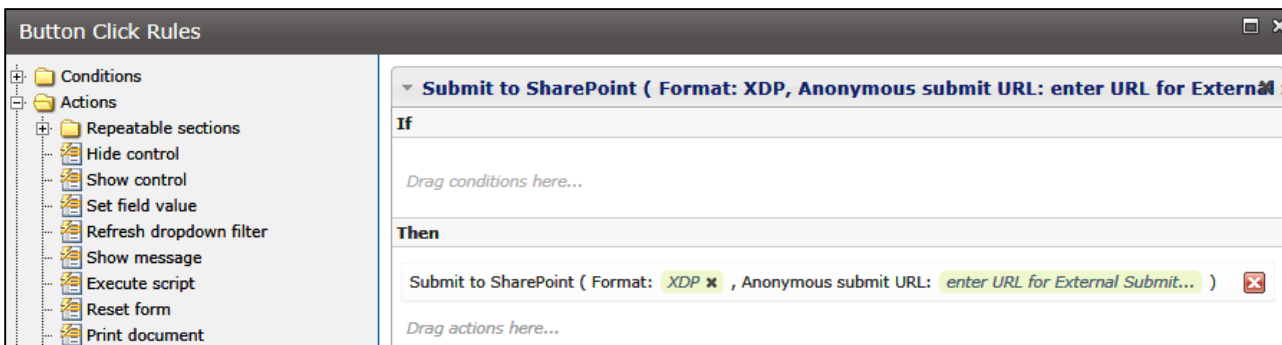 Button Click Rules
Conditions
Actions
Repeatable sections
Hide control
Show control
Set field value
Refresh dropdown filter
Show message
Execute script
Reset form
Print document
Submit to SharePoint ( Format: XDP, Anonymous submit URL: enter URL for External
If
Drag conditions here...
Then
Submit to SharePoint ( Format: XDP , Anonymous submit URL: enter URL for External Submit... )
Drag actions here...